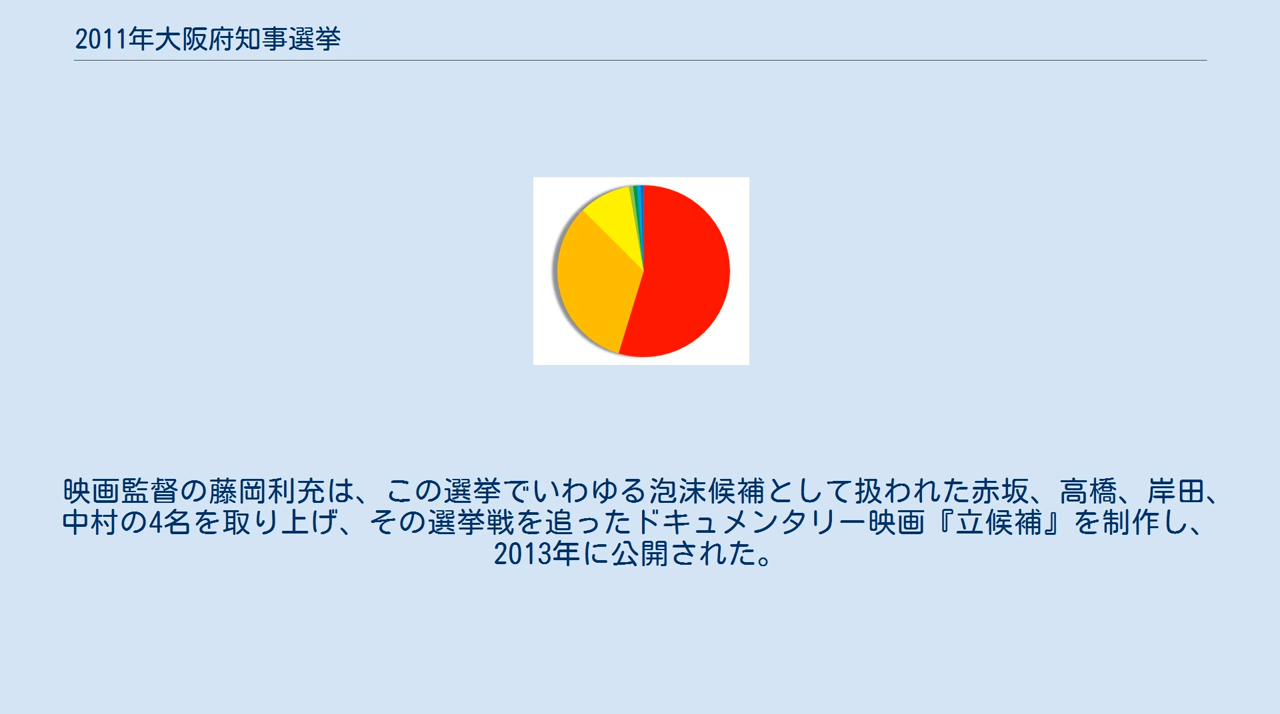 2011年大阪府知事選挙
映画監督の藤岡利充は、この選挙でいわゆる泡沫候補として扱われた赤坂、高橋、岸田、
中村の4名を取り上げ、その選挙戦を追ったドキュメンタリー映画『立候補』を制作し、
2013年に公開された。